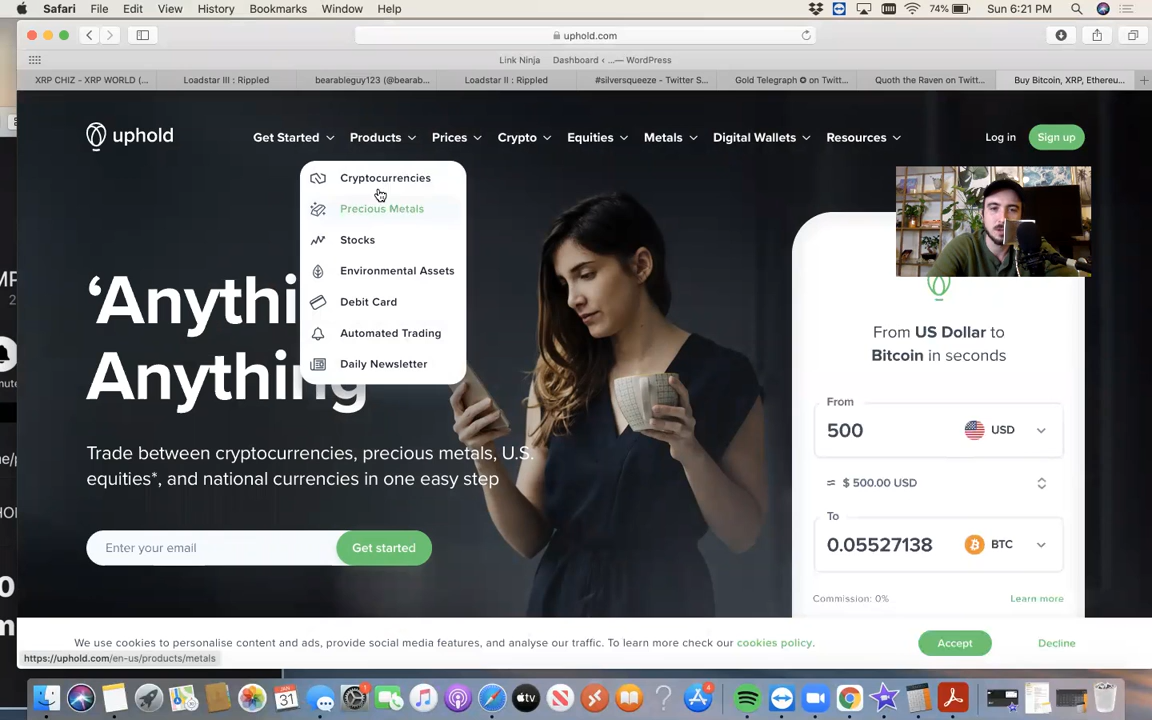 Safari File Edit View History Bookmarks Window Help
74% Sun 6:21 PM
uphold.com
Link Ninja Dashboard ‹ ...— WordPress
XRP CHIZ - XRP WORLD (...
Loadstar III : Rippled
bearableguy123 (@bearab...
Loadstar II : Rippled
#silversqueeze - Twitter S...
Gold Telegraph ✪ on Twitt...
Quoth the Raven on Twitt...
Buy Bitcoin, XRP, Ethereu...
uphold
Get Started Products Prices Crypto Equities Metals Digital Wallets Resources
Log in Sign up
Cryptocurrencies
Precious Metals
Stocks
Environmental Assets
Debit Card
Automated Trading
Daily Newsletter
‘Anythi
Anything
Trade between cryptocurrencies, precious metals, U.S.
equities*, and national currencies in one easy step
Enter your email Get started
From US Dollar to
Bitcoin in seconds
From
500 USD
≈ $ 500.00 USD
To
0.05527138 BTC
Commission: 0% Learn more
We use cookies to personalise content and ads, provide social media features, and analyse our traffic. To learn more check our cookies policy.
Accept Decline
https://uphold.com/en-us/products/metals
JAN
31
tv